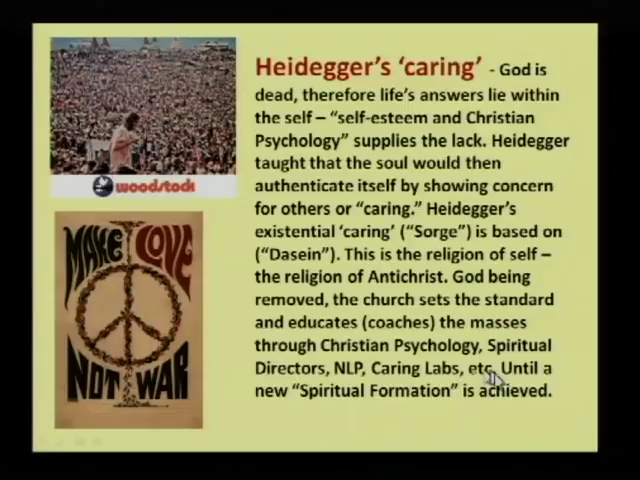 woodstock
MAKE LOVE
NOT WAR
Heidegger's 'caring' - God is
dead, therefore life's answers lie within
the self – "self-esteem and Christian
Psychology" supplies the lack. Heidegger
taught that the soul would then
authenticate itself by showing concern
for others or "caring." Heidegger's
existential 'caring' ("Sorge") is based on
("Dasein"). This is the religion of self –
the religion of Antichrist. God being
removed, the church sets the standard
and educates (coaches) the masses
through Christian Psychology, Spiritual
Directors, NLP, Caring Labs, etc. Until a
new "Spiritual Formation" is achieved.